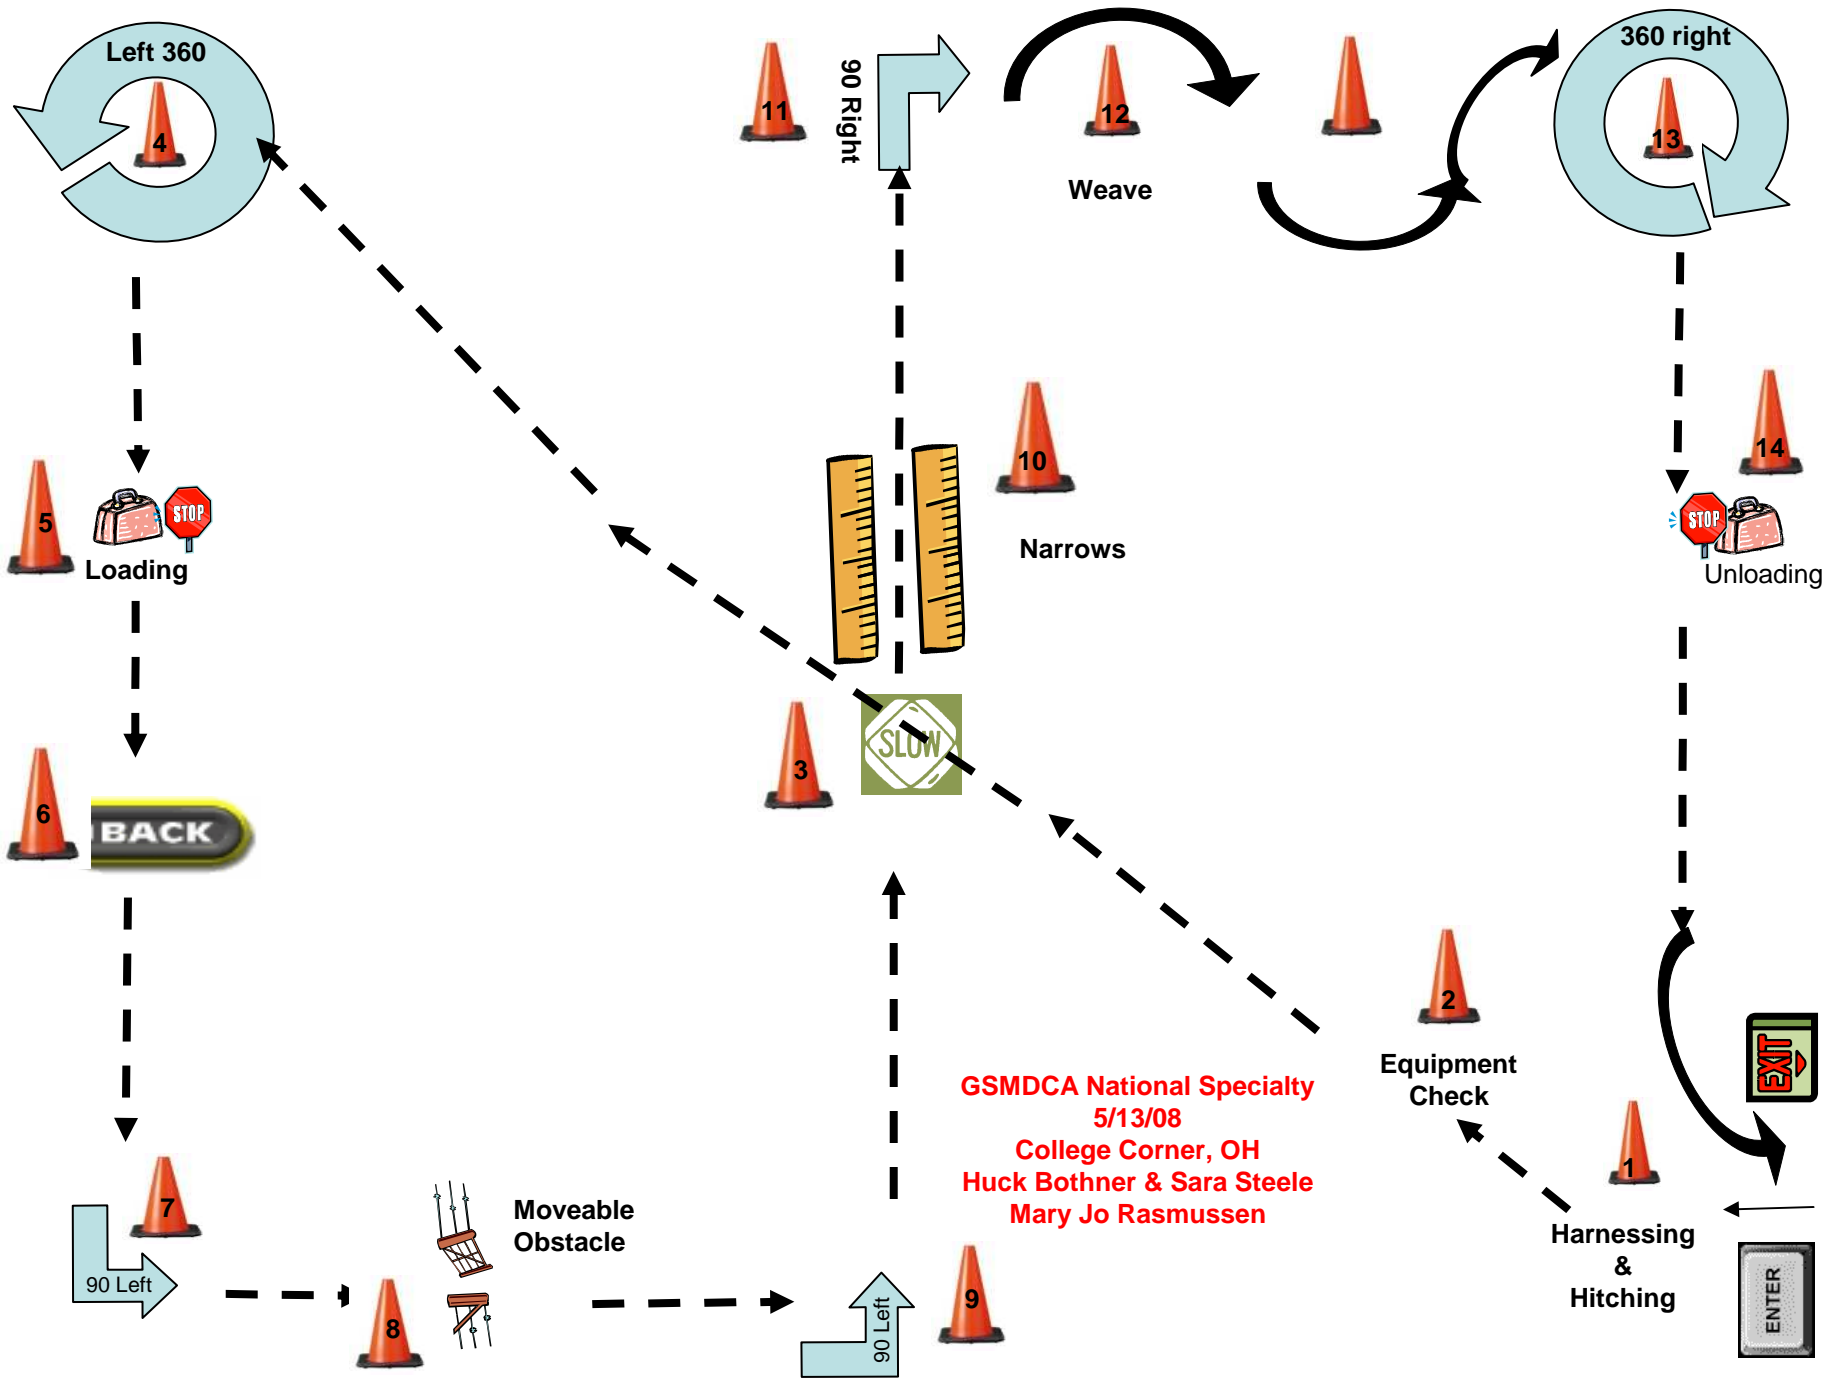 Left 360
4
11
90 Right
12
Weave
360 right
13
5
STOP
Loading
10
Narrows
14
STOP
Unloading
3
SLOW
6
BACK
2
Equipment
Check
EXIT
GSMDCA National Specialty
5/13/08
College Corner, OH
Huck Bothner & Sara Steele
Mary Jo Rasmussen
1
Harnessing
&
Hitching
ENTER
7
90 Left
Moveable
Obstacle
8
9
90 Left